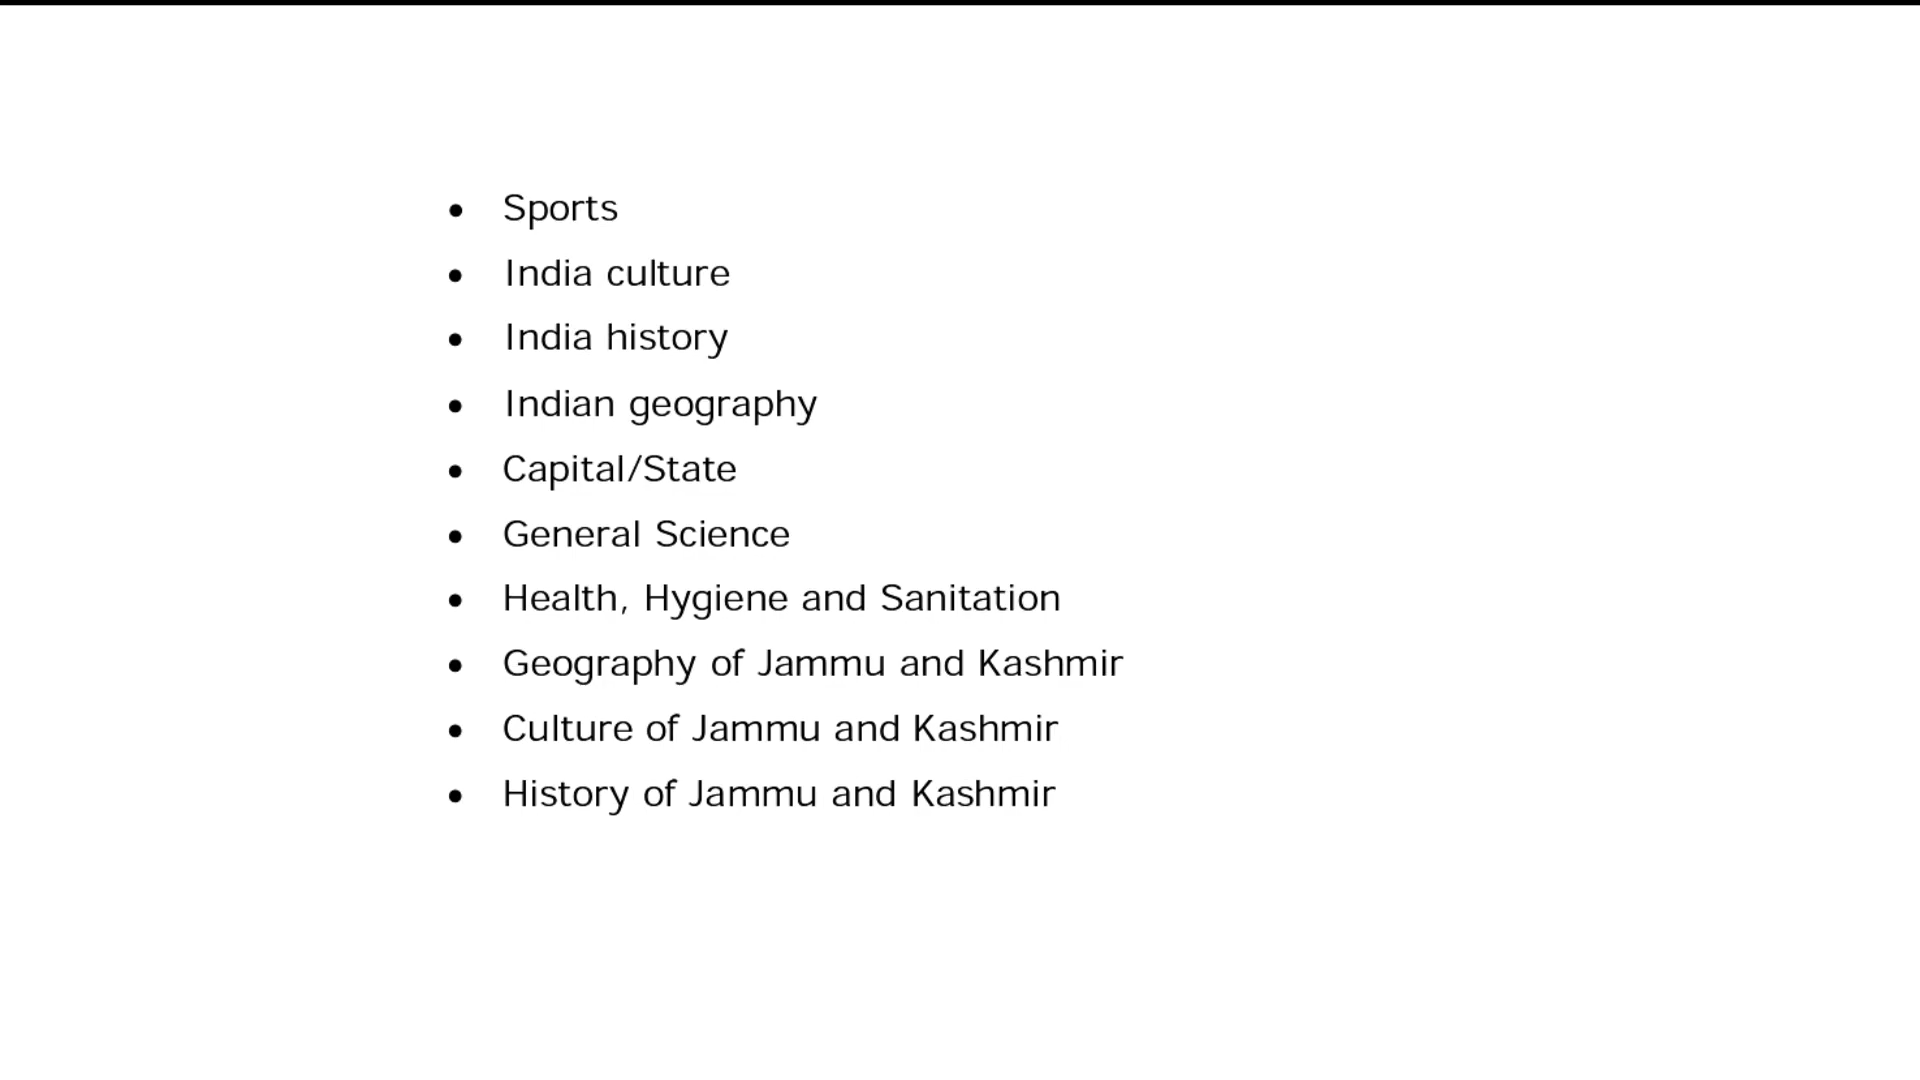 • Sports
• India culture
• India history
• Indian geography
• Capital/State
• General Science
• Health, Hygiene and Sanitation
• Geography of Jammu and Kashmir
• Culture of Jammu and Kashmir
• History of Jammu and Kashmir